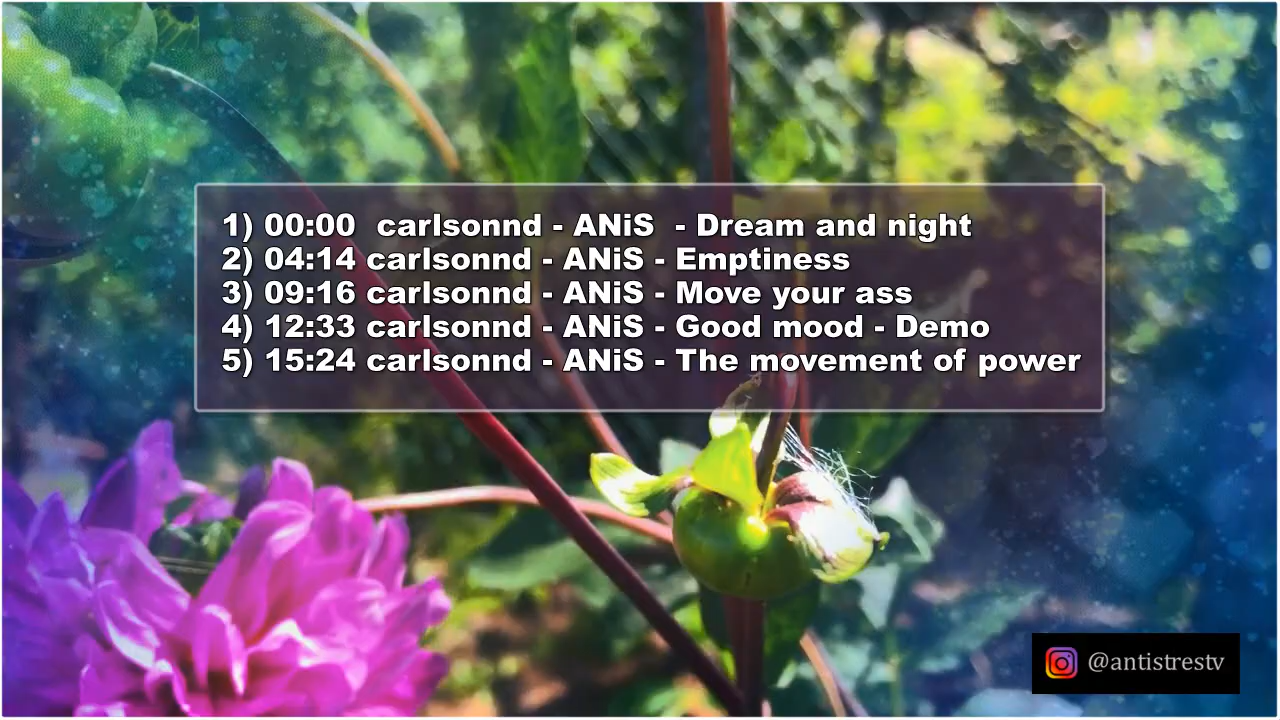 1) 00:00  carlsonnd - ANiS  - Dream and night
2) 04:14 carlsonnd - ANiS - Emptiness
3) 09:16 carlsonnd - ANiS - Move your ass
4) 12:33 carlsonnd - ANiS - Good mood - Demo
5) 15:24 carlsonnd - ANiS - The movement of power
@antistrestv